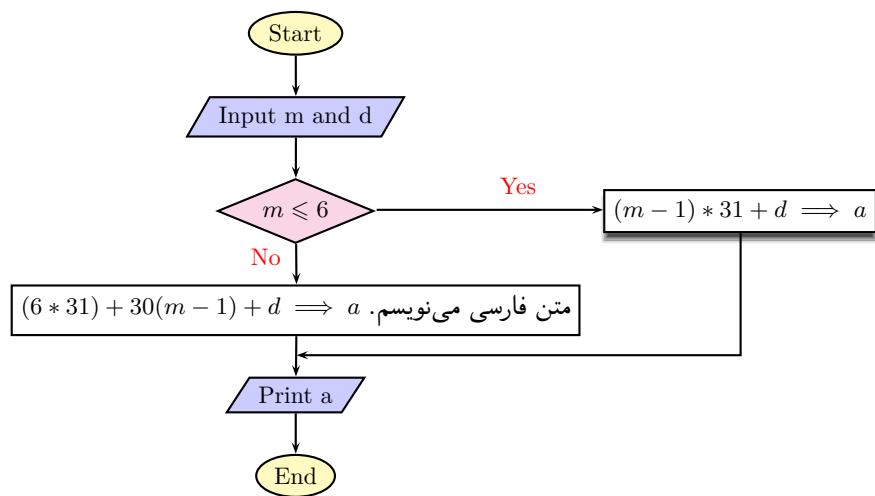 Start
Input m and d
m ⩽ 6
Yes
(m − 1) ∗ 31 + d ⟹ a
No
(6 ∗ 31) + 30(m − 1) + d ⟹ a متن فارسی می‌نویسم.
Print a
End